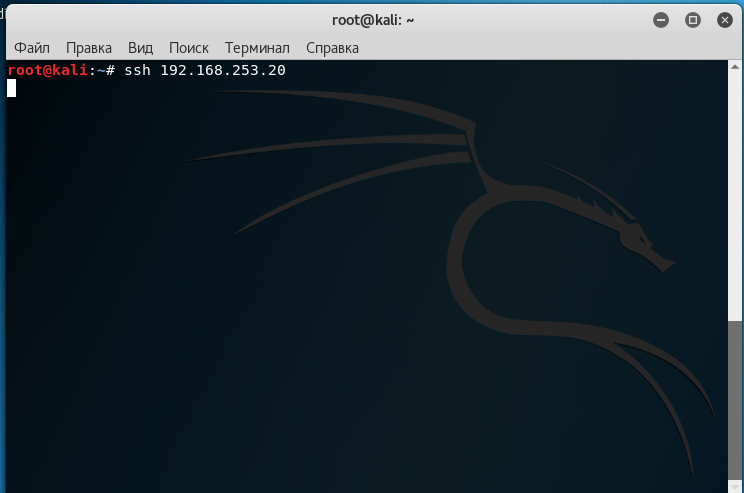 root@kali: ~
Файл Правка Вид Поиск Терминал Справка
root@kali:~# ssh 192.168.253.20